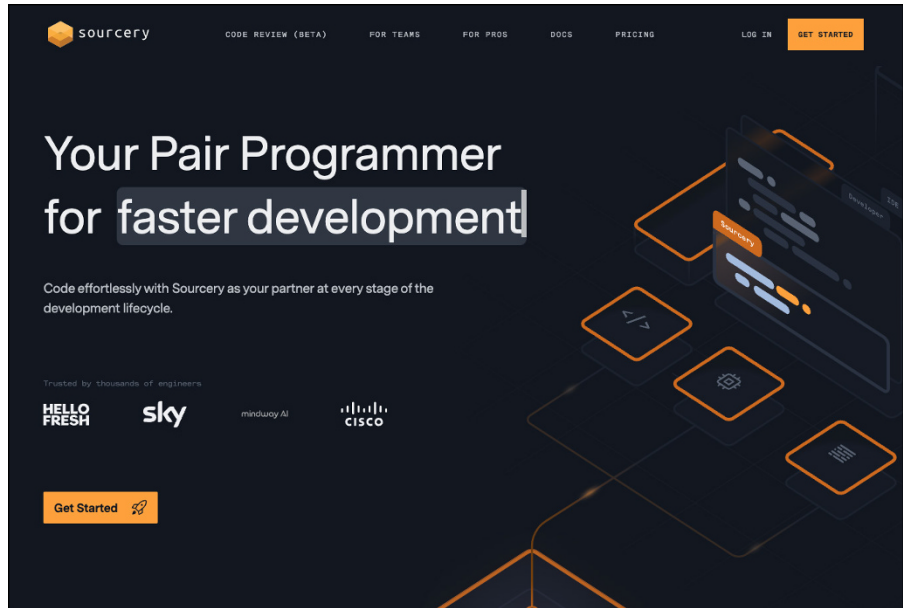 sourcery
CODE REVIEW (BETA)
FOR TEAMS
FOR PROS
DOCS
PRICING
LOG IN
GET STARTED
Your Pair Programmer
for faster development
Code effortlessly with Sourcery as your partner at every stage of the
development lifecycle.
Trusted by thousands of engineers
HELLO
FRESH
sky
mindway AI
cisco
Get Started
Developer
IDE
Sourcery
</>